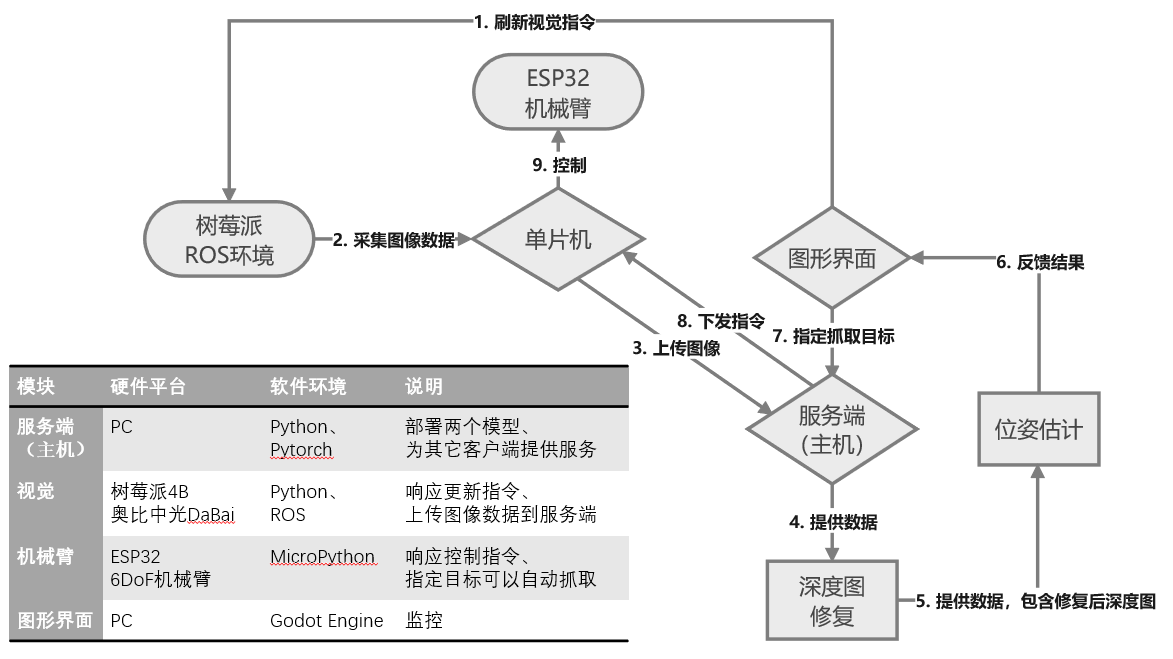 1. 刷新视觉指令
ESP32
机械臂
9. 控制
树莓派
ROS环境
2. 采集图像数据
单片机
图形界面
6. 反馈结果
8. 下发指令
7. 指定抓取目标
3. 上传图像
服务端
（主机）
位姿估计
4. 提供数据
深度图
修复
5. 提供数据，包含修复后深度图
模块 硬件平台 软件环境 说明
服务端 PC Python、 部署两个模型、
（主机） Pytorch 为其它客户端提供服务
视觉 树莓派4B Python、 响应更新指令、
奥比中光DaBai ROS 上传图像数据到服务端
机械臂 ESP32 MicroPython 响应控制指令、
6DoF机械臂 指定目标可以自动抓取
图形界面 PC Godot Engine 监控